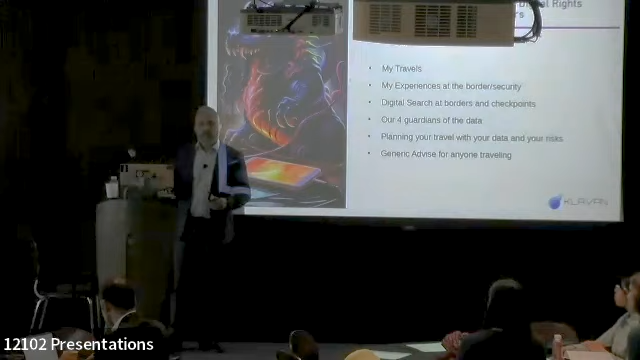 Digital Rights
My Travels
My Experiences at the border/security
Digital Search at borders and checkpoints
Our 4 guardians of the data
Planning your travel with your data and your risks
Generic Advise for anyone traveling
KLAVAN
12102 Presentations